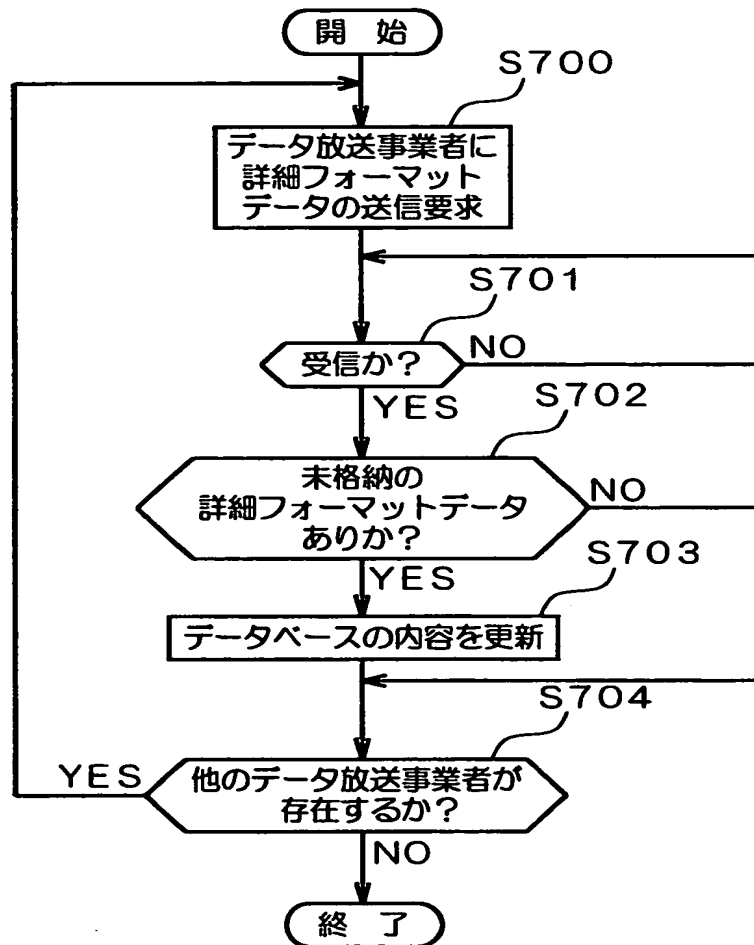 開 始
S700
データ放送事業者に
詳細フォーマット
データの送信要求
S701
受信か?
NO
YES
S702
未格納の
詳細フォーマットデータ
ありか?
NO
YES
S703
データベースの内容を更新
S704
YES
他のデータ放送事業者が
存在するか?
NO
終 了